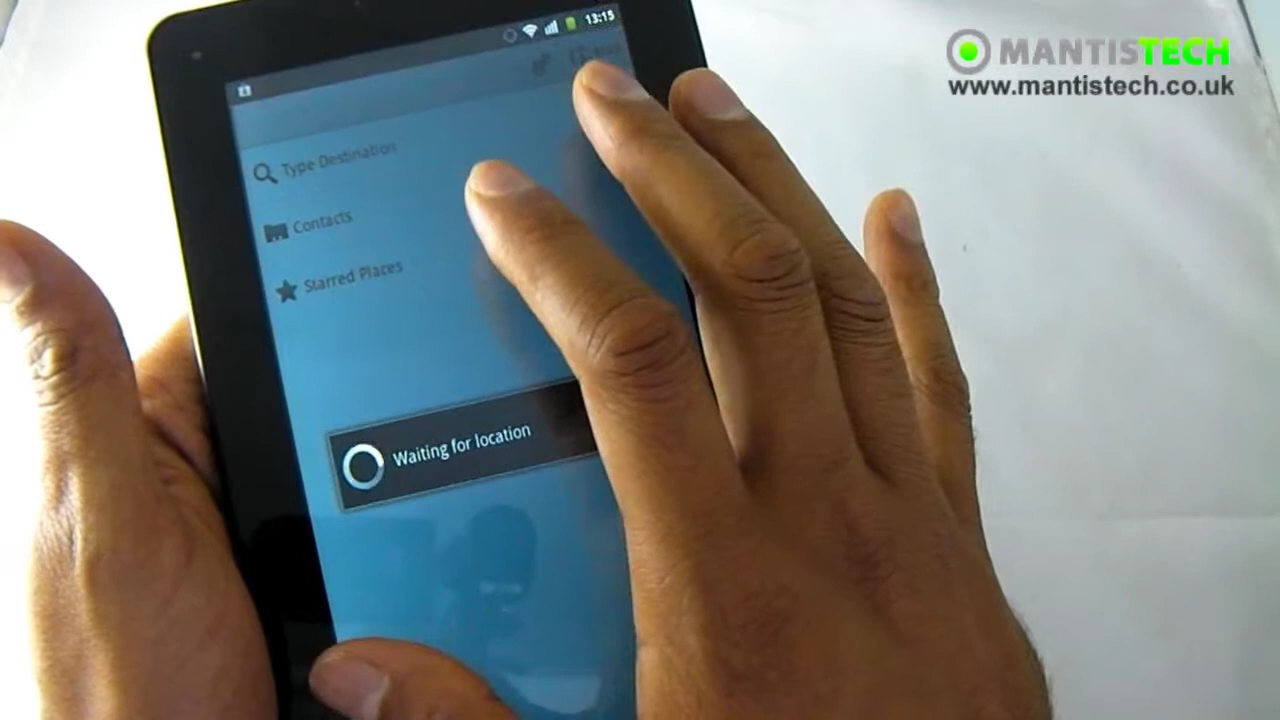 13:15
MANTISTECH
www.mantistech.co.uk
Type Destination
Contacts
Starred Places
Waiting for location